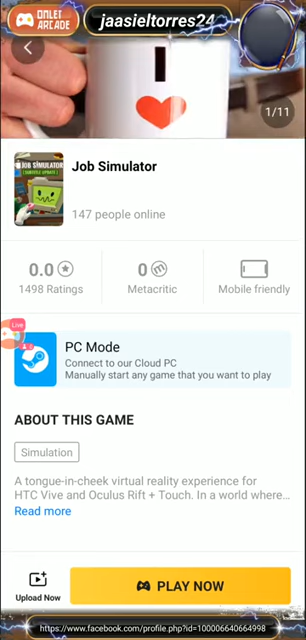 OMLET
ARCADE
jaasieltorres24
1/11
JOB SIMULATOR
Job Simulator
147 people online
0.0
0
1498 Ratings
Metacritic
Mobile friendly
Live
PC Mode
Connect to our Cloud PC
Manually start any game that you want to play
ABOUT THIS GAME
Simulation
A tongue-in-cheek virtual reality experience for
HTC Vive and Oculus Rift + Touch. In a world where...
Read more
Upload Now
PLAY NOW
https://www.facebook.com/profile.php?id=100006640664998